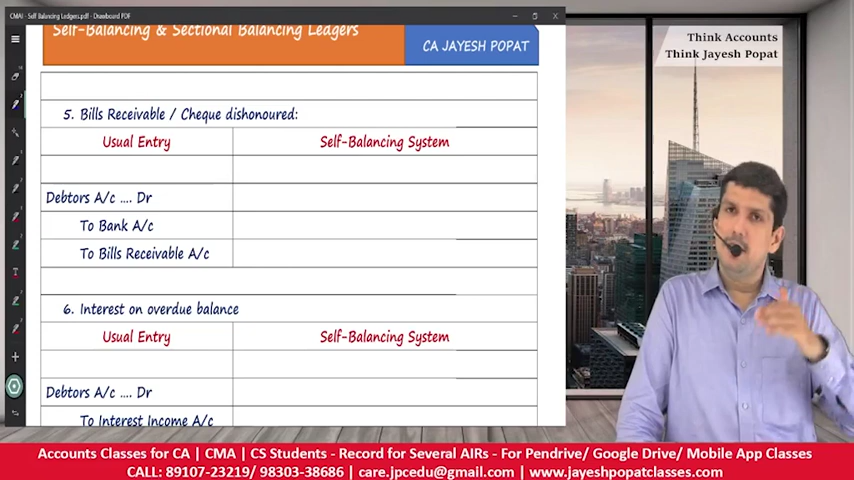 CMAI - Self Balancing Ledgers.pdf - Drawboard PDF
Self-Balancing & Sectional Balancing Ledgers
CA JAYESH POPAT
Think Accounts
Think Jayesh Popat
5. Bills Receivable / Cheque dishonoured:
Usual Entry
Self-Balancing System
Debtors A/c .... Dr
To Bank A/c
To Bills Receivable A/c
6. Interest on overdue balance
Usual Entry
Self-Balancing System
Debtors A/c .... Dr
To Interest Income A/c
Accounts Classes for CA | CMA | CS Students - Record for Several AIRs - For Pendrive/ Google Drive/ Mobile App Classes
CALL: 89107-23219/ 98303-38686 | care.jpcedu@gmail.com | www.jayeshpopatclasses.com